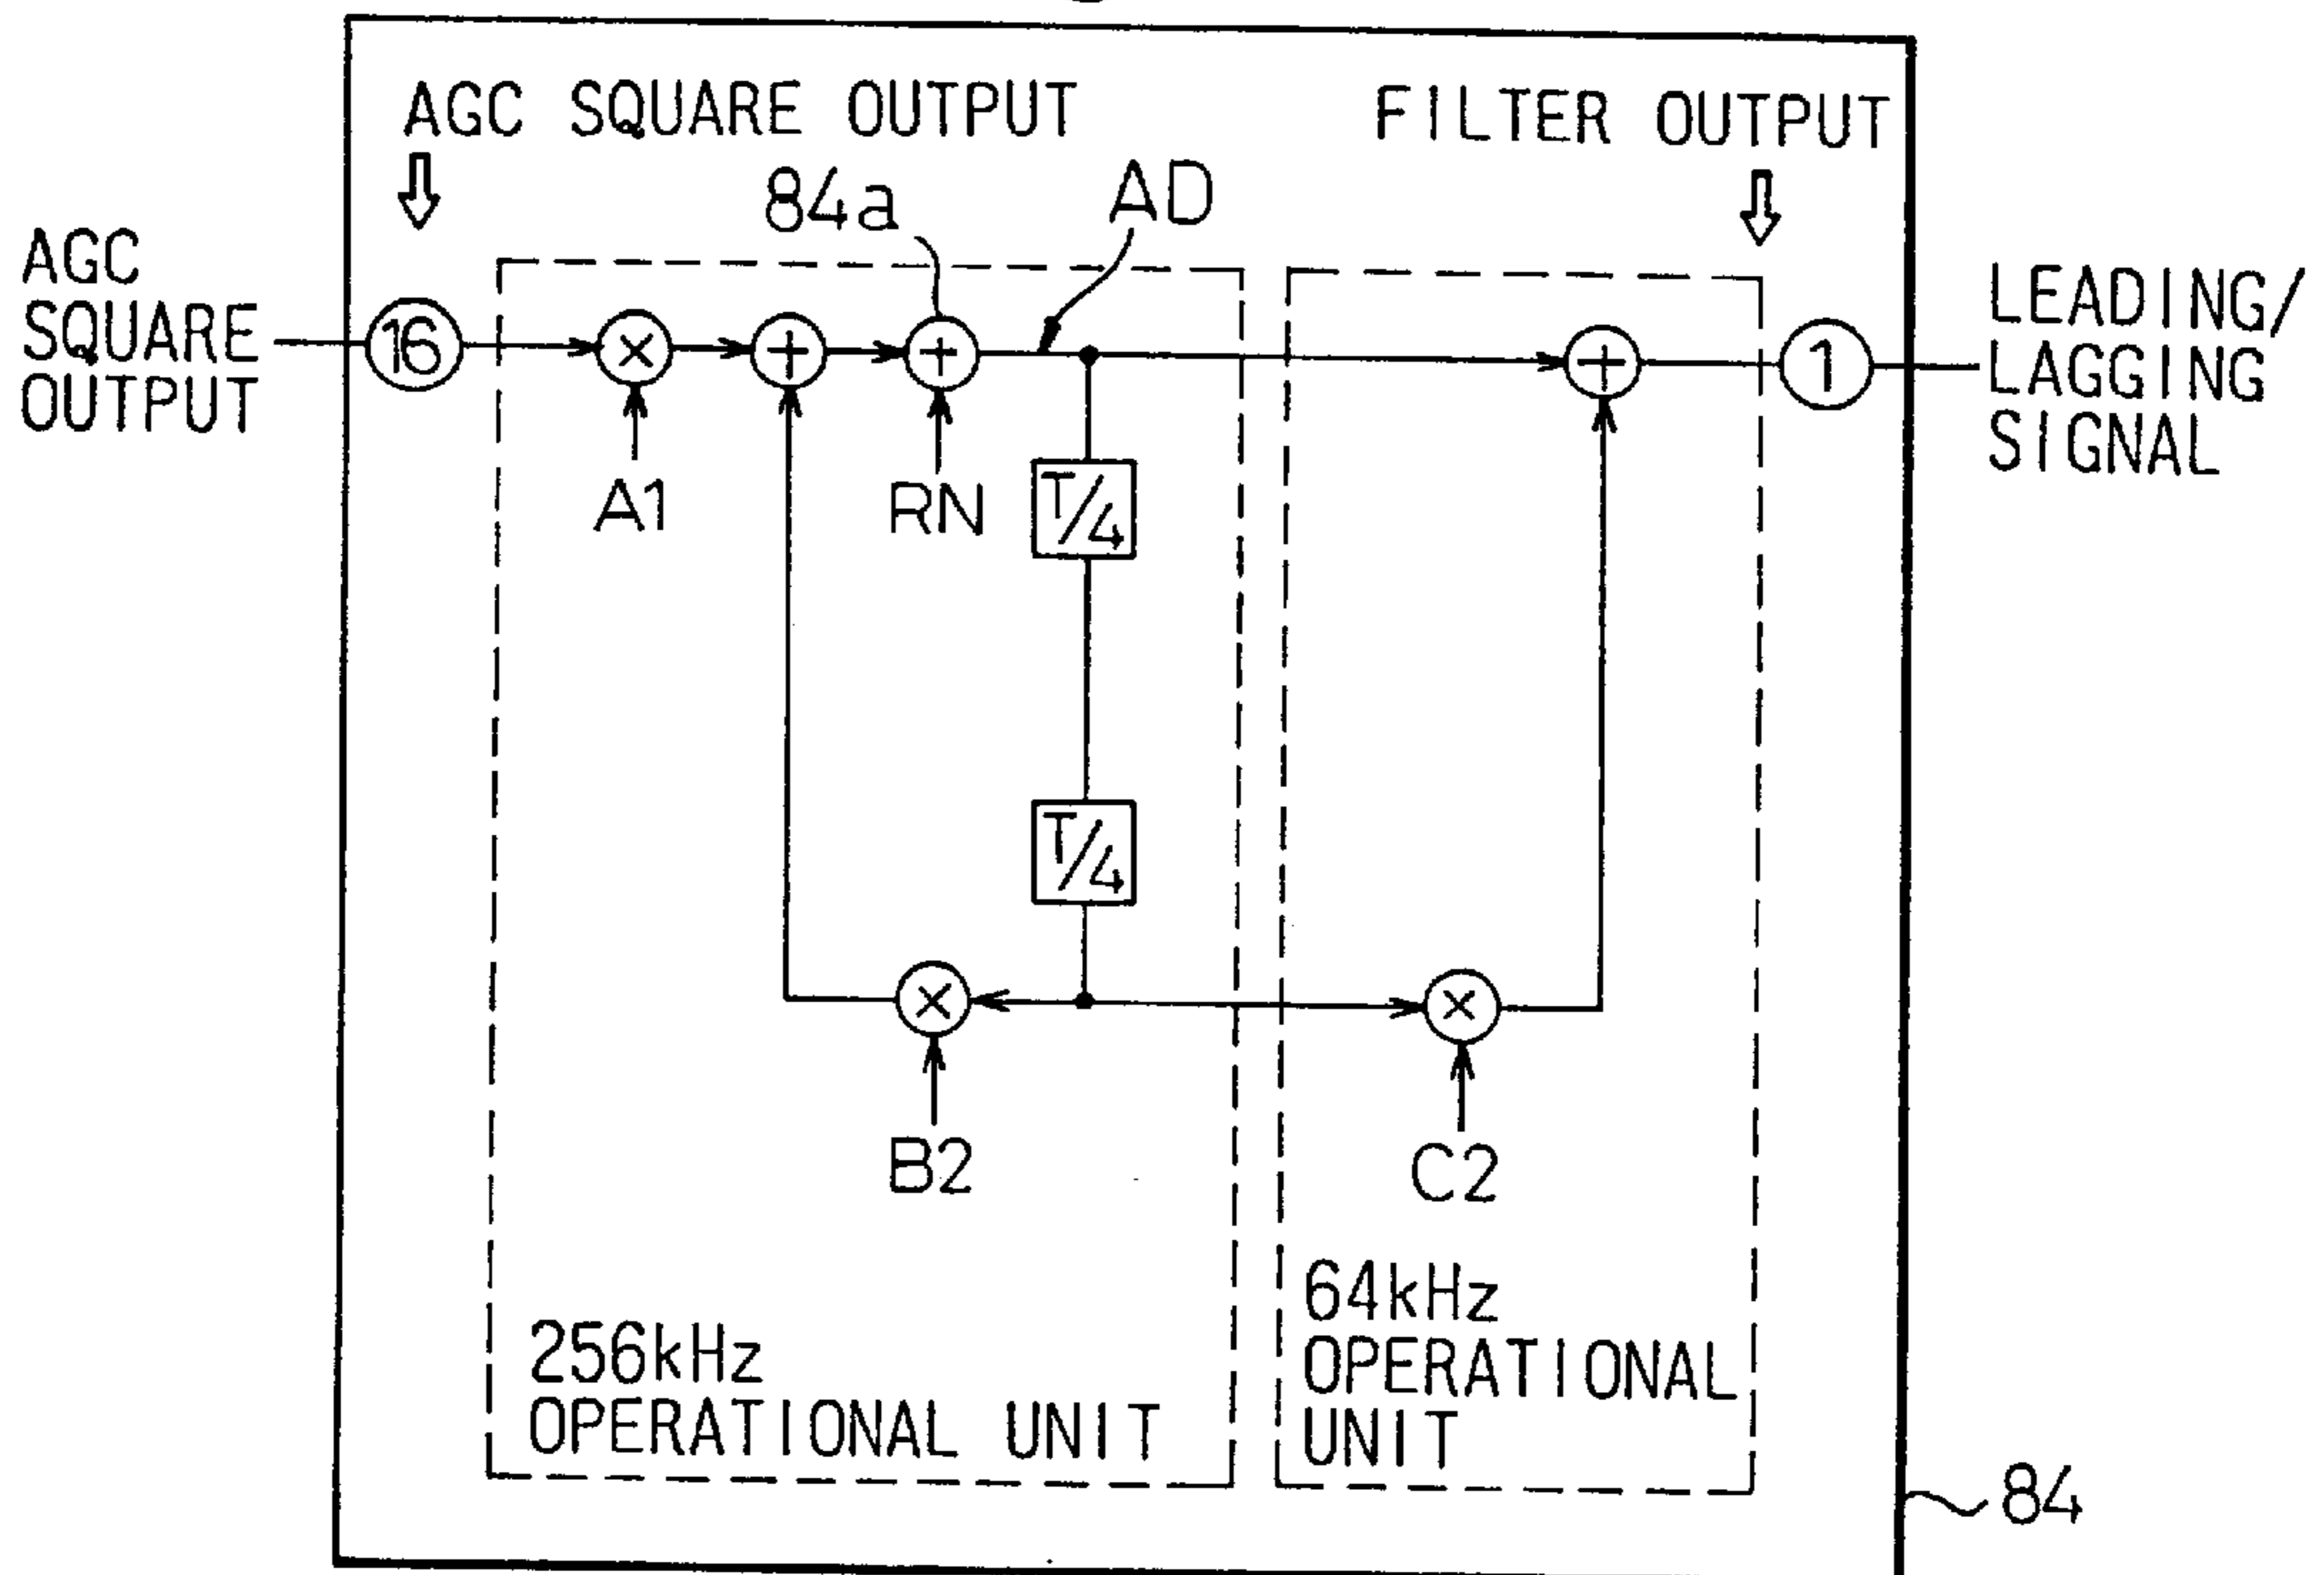 AGC SQUARE OUTPUT
FILTER OUTPUT
84a
AD
AGC
SQUARE
OUTPUT
16
×
+
+
+
1
LEADING/
LAGGING
SIGNAL
A1
RN
T/4
T/4
×
×
B2
C2
256kHz
OPERATIONAL UNIT
64kHz
OPERATIONAL
UNIT
84